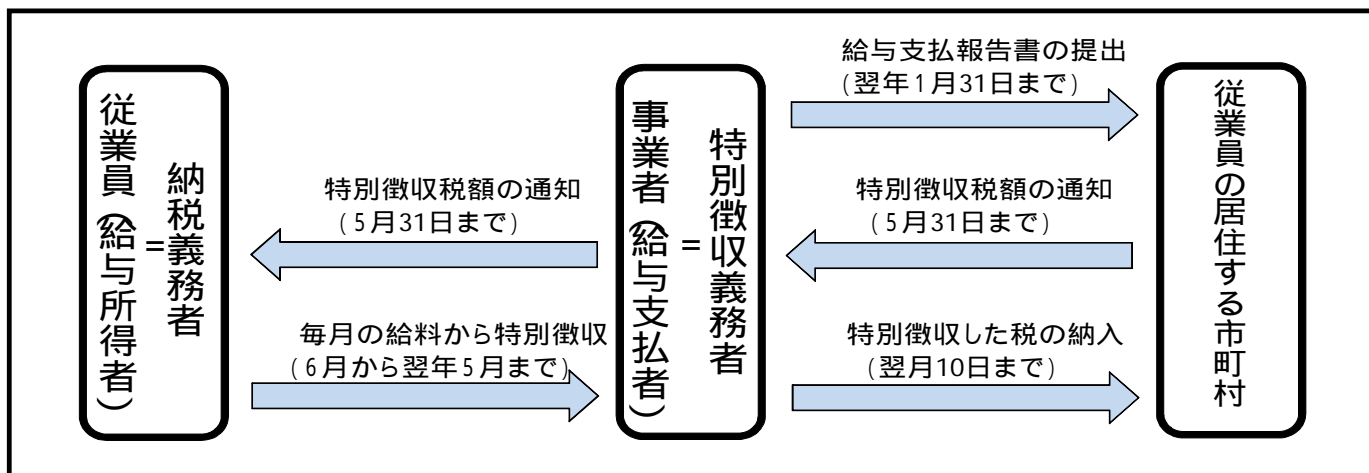 従業員(給与所得者)
=
納税義務者
特別徴収税額の通知
(5月31日まで)
毎月の給料から特別徴収
(6月から翌年5月まで)
事業者(給与支払者)
=
特別徴収義務者
給与支払報告書の提出
(翌年1月31日まで)
特別徴収税額の通知
(5月31日まで)
特別徴収した税の納入
(翌月10日まで)
従業員の居住する市町村